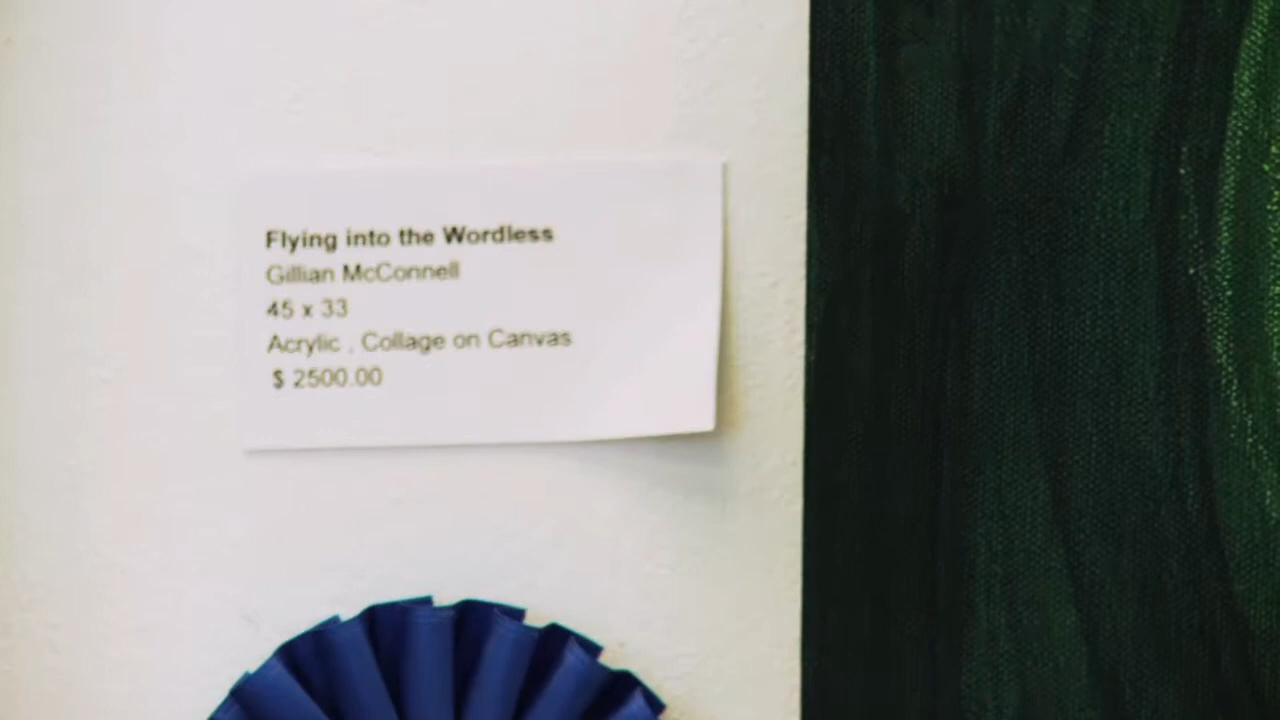 Flying into the Wordless
Gillian McConnell
45 x 33
Acrylic , Collage on Canvas
$ 2500.00